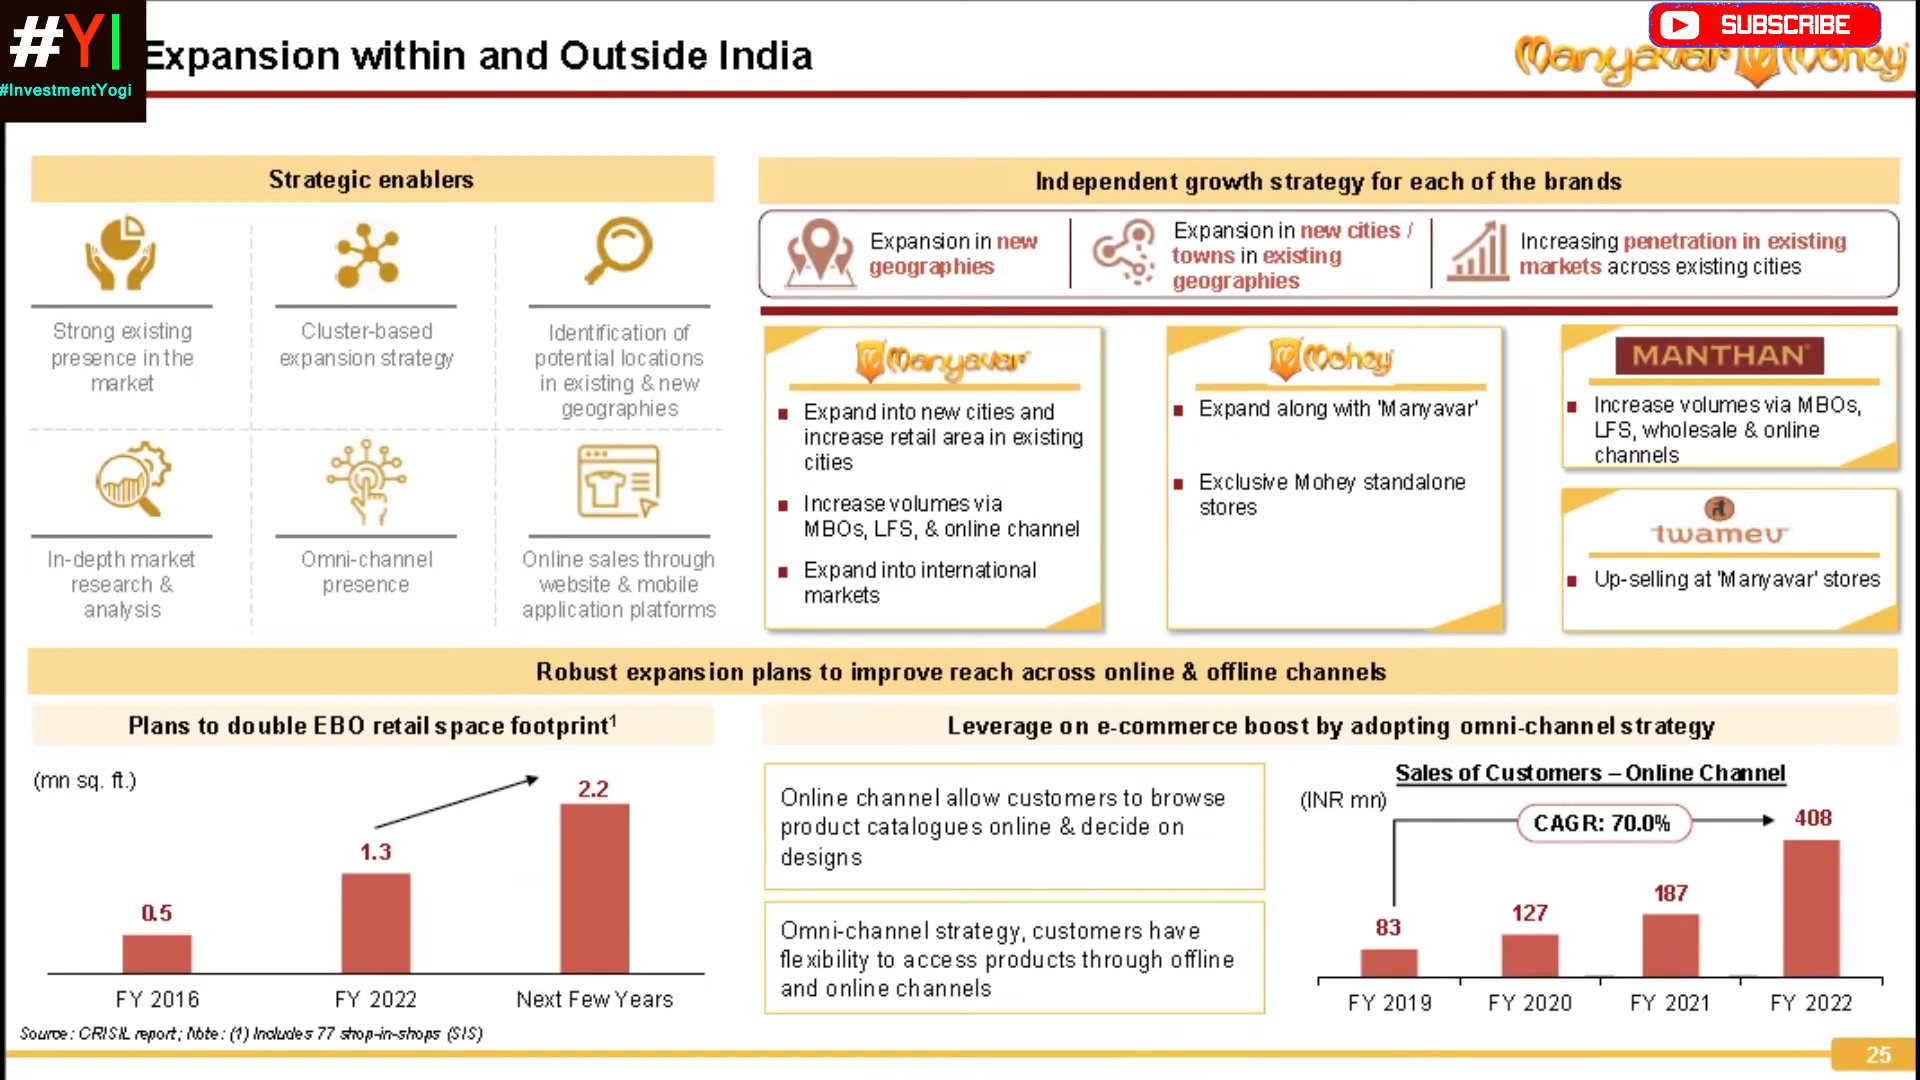 #YI
#InvestmentYogi
Expansion within and Outside India
SUBSCRIBE
Manyavar Mohey
Strategic enablers
Strong existing
presence in the
market
Cluster-based
expansion strategy
Identification of
potential locations
in existing & new
geographies
In-depth market
research &
analysis
Omni-channel
presence
Online sales through
website & mobile
application platforms
Independent growth strategy for each of the brands
Expansion in new
geographies
Expansion in new cities /
towns in existing
geographies
Increasing penetration in existing
markets across existing cities
Manyavar
Expand into new cities and
increase retail area in existing
cities
Increase volumes via
MBOs, LFS, & online channel
Expand into international
markets
Mohey
Expand along with 'Manyavar'
Exclusive Mohey standalone
stores
MANTHAN
Increase volumes via MBOs,
LFS, wholesale & online
channels
twamev
Up-selling at 'Manyavar' stores
Robust expansion plans to improve reach across online & offline channels
Plans to double EBO retail space footprint1
(mn sq. ft.)
0.5
1.3
2.2
FY 2016
FY 2022
Next Few Years
Source: CRISIL report; Note: (1) Includes 77 shop-in-shops (SIS)
Leverage on e-commerce boost by adopting omni-channel strategy
Online channel allow customers to browse
product catalogues online & decide on
designs
Omni-channel strategy, customers have
flexibility to access products through offline
and online channels
Sales of Customers – Online Channel
(INR mn)
CAGR: 70.0%
83
127
187
408
FY 2019
FY 2020
FY 2021
FY 2022
25